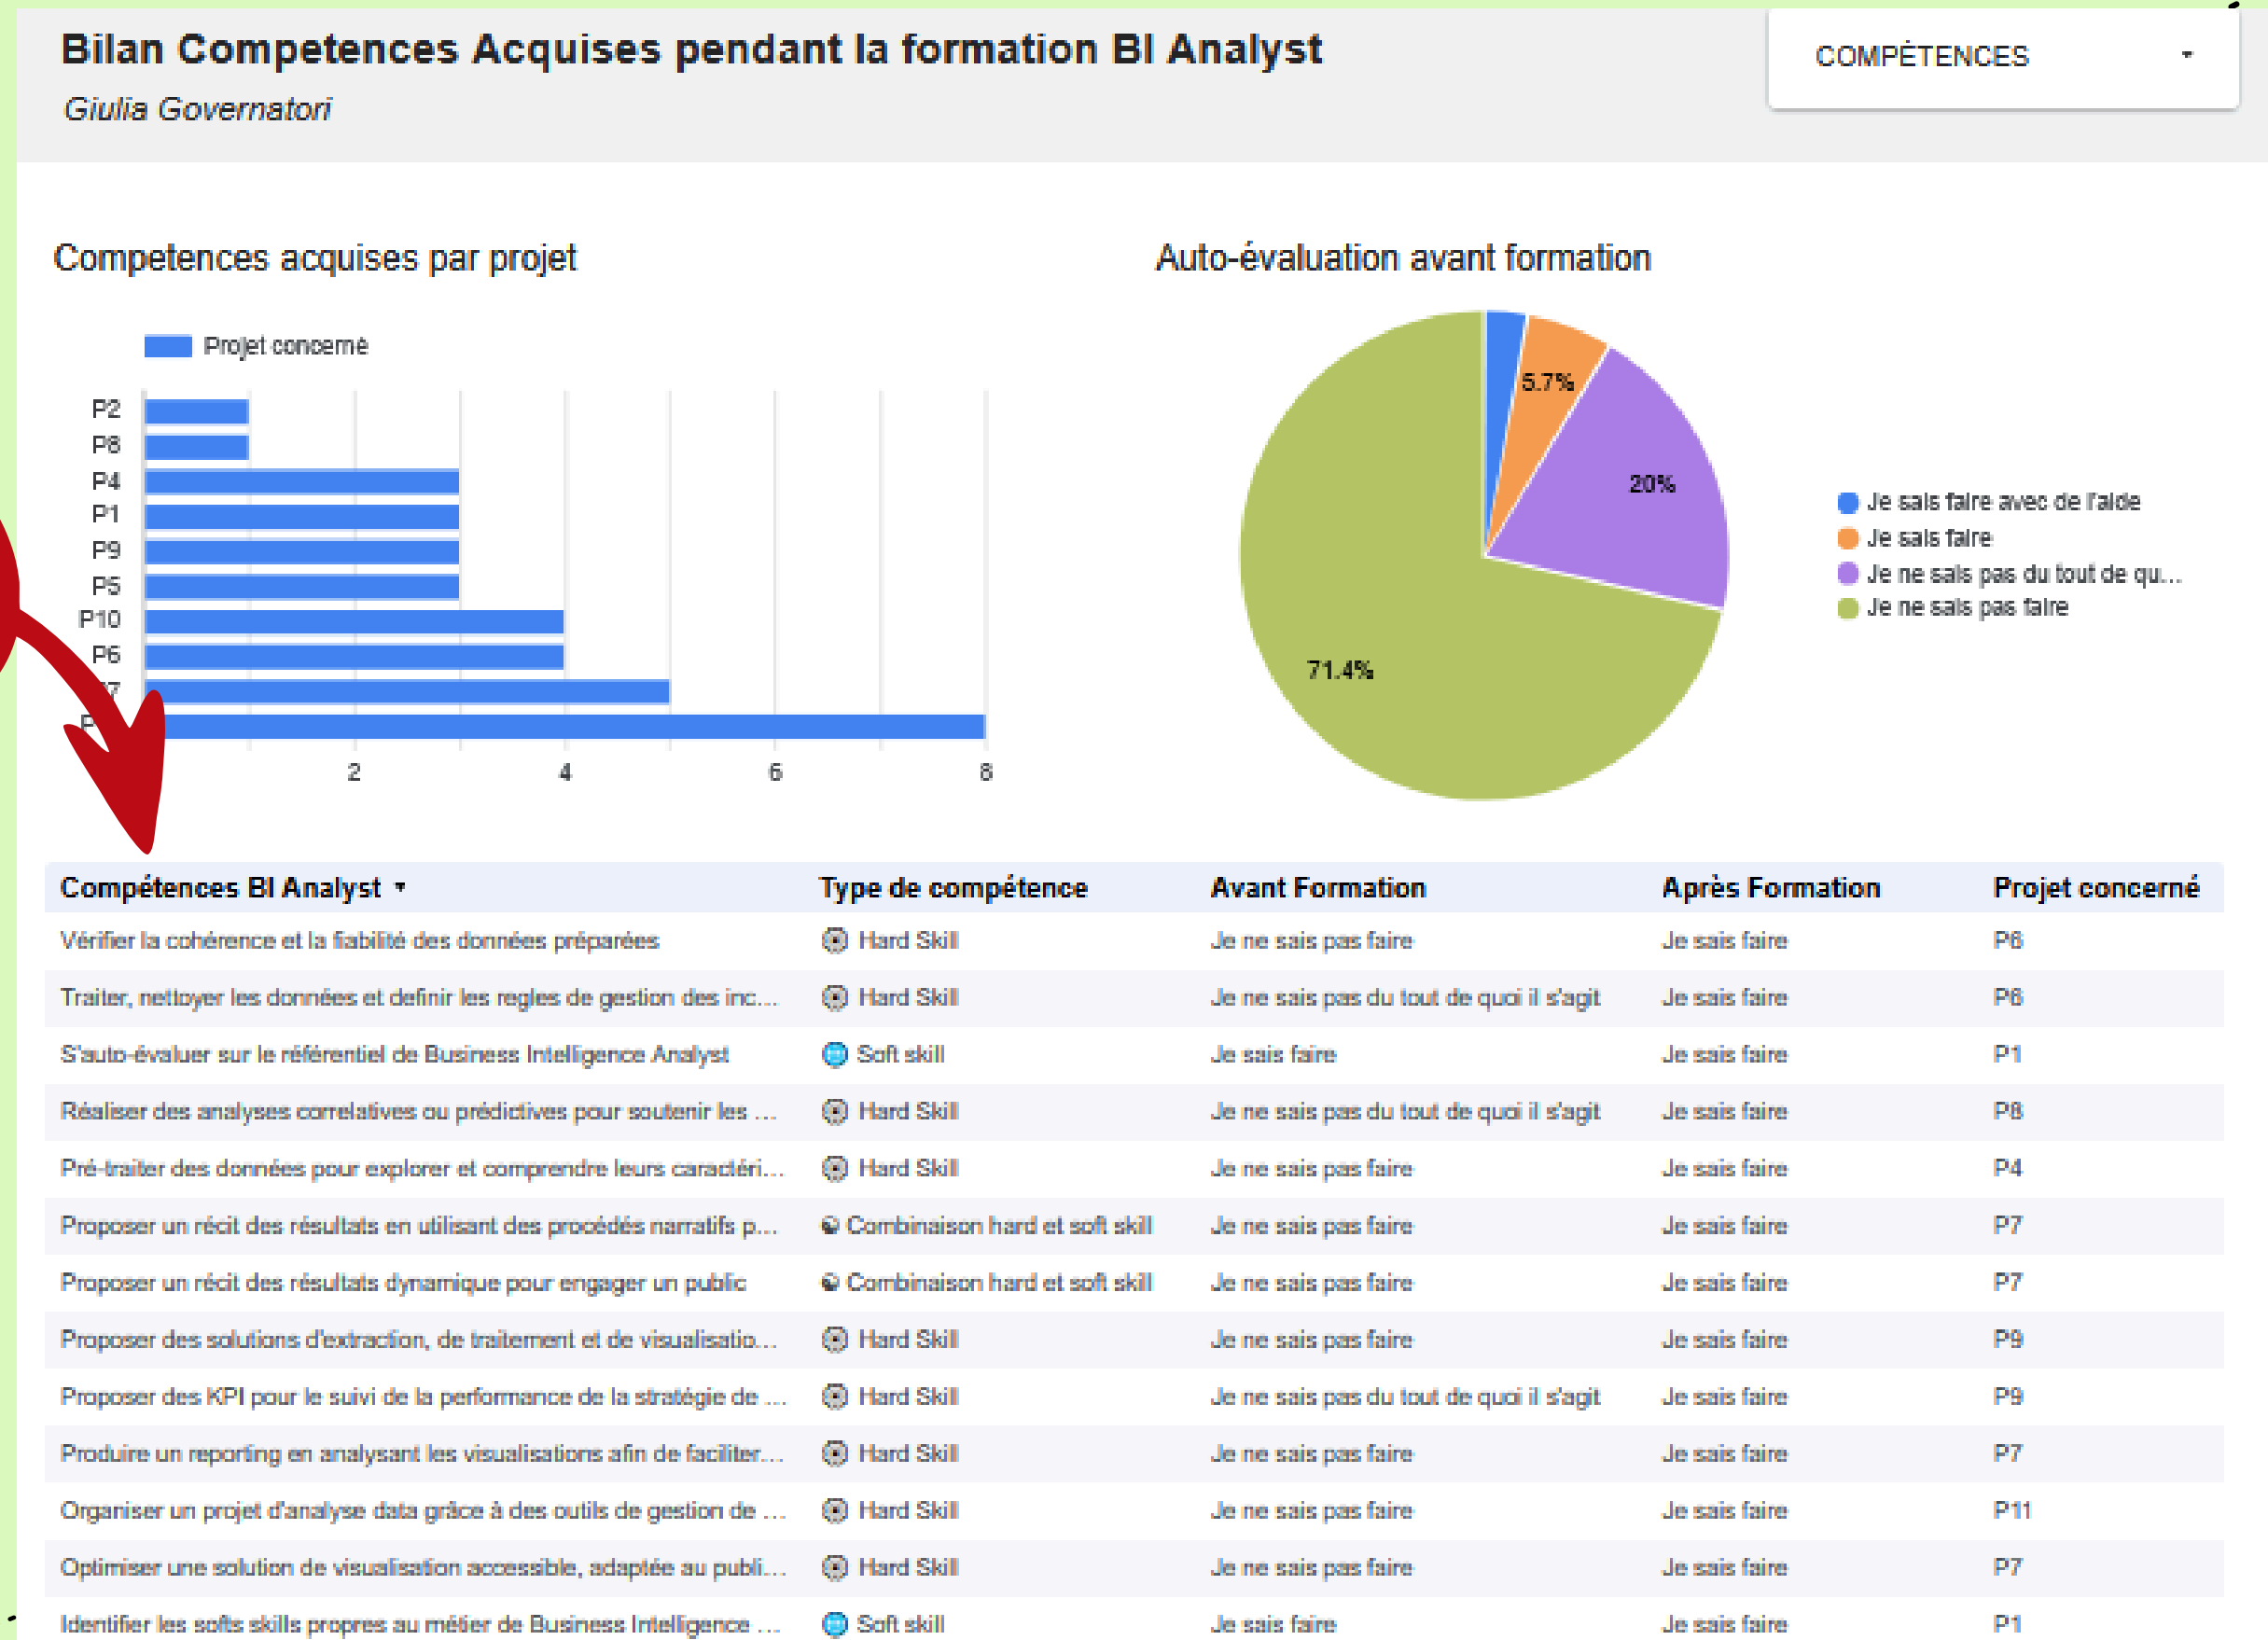 Bilan Competences Acquises pendant la formation BI Analyst
Giulia Governatori
COMPÉTENCES
Competences acquises par projet
Projet concerné
P2
P8
P4
P1
P9
P5
P10
P6
7
P
2 4 6 8
Auto-évaluation avant formation
5.7%
20%
71.4%
Je sais faire avec de l'aide
Je sais faire
Je ne sais pas du tout de qu...
Je ne sais pas faire
Compétences BI Analyst Type de compétence Avant Formation Après Formation Projet concerné
Vérifier la cohérence et la fiabilité des données préparées Hard Skill Je ne sais pas faire Je sais faire P6
Traiter, nettoyer les données et definir les regles de gestion des inc... Hard Skill Je ne sais pas du tout de quoi il s'agit Je sais faire P6
S'auto-évaluer sur le référentiel de Business Intelligence Analyst Soft skill Je sais faire Je sais faire P1
Réaliser des analyses correlatives ou prédictives pour soutenir les ... Hard Skill Je ne sais pas du tout de quoi il s'agit Je sais faire P8
Pré-traiter des données pour explorer et comprendre leurs caractéri... Hard Skill Je ne sais pas faire Je sais faire P4
Proposer un récit des résultats en utilisant des procédés narratifs p... Combinaison hard et soft skill Je ne sais pas faire Je sais faire P7
Proposer un récit des résultats dynamique pour engager un public Combinaison hard et soft skill Je ne sais pas faire Je sais faire P7
Proposer des solutions d'extraction, de traitement et de visualisatio... Hard Skill Je ne sais pas faire Je sais faire P9
Proposer des KPI pour le suivi de la performance de la stratégie de ... Hard Skill Je ne sais pas du tout de quoi il s'agit Je sais faire P9
Produire un reporting en analysant les visualisations afin de faciliter... Hard Skill Je ne sais pas faire Je sais faire P7
Organiser un projet d'analyse data grâce à des outils de gestion de ... Hard Skill Je ne sais pas faire Je sais faire P11
Optimiser une solution de visualisation accessible, adaptée au publi... Hard Skill Je ne sais pas faire Je sais faire P7
Identifier les softs skills propres au métier de Business Intelligence ... Soft skill Je sais faire Je sais faire P1